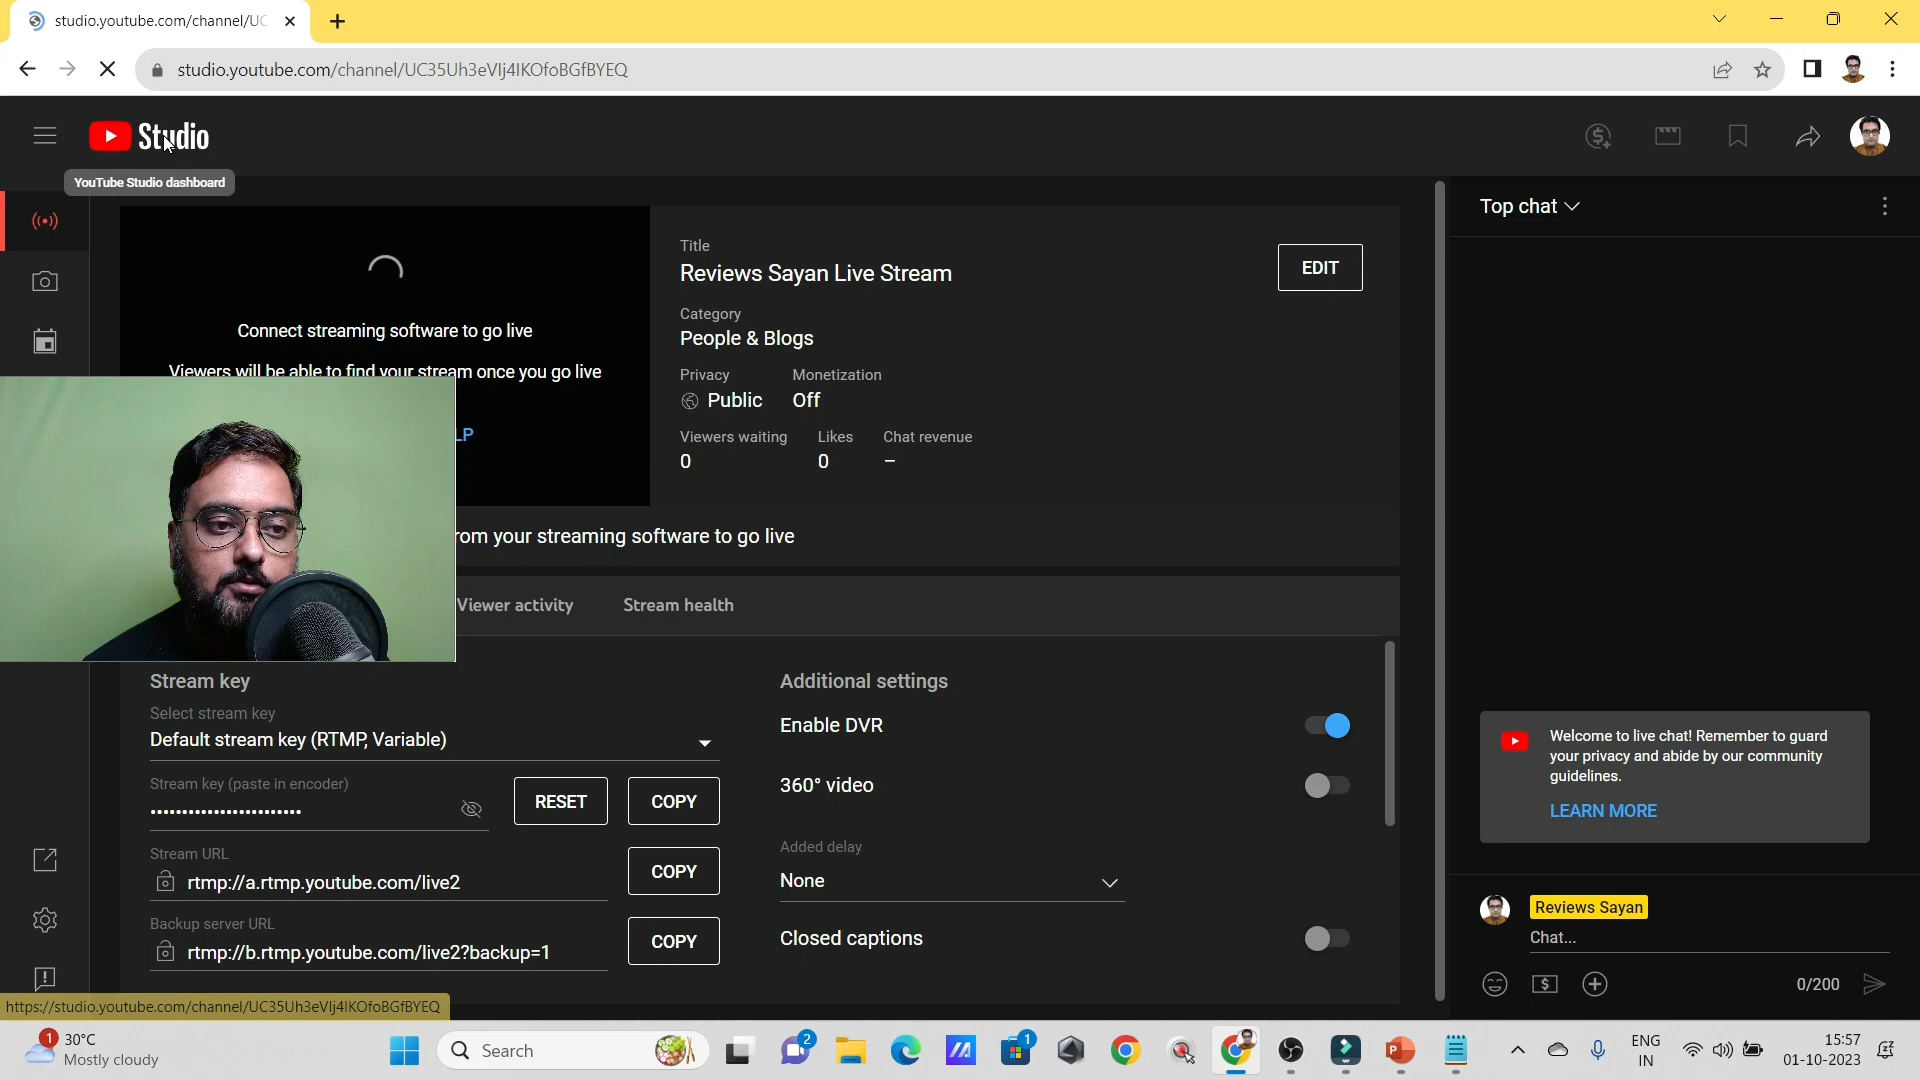 studio.youtube.com/channel/UC
studio.youtube.com/channel/UC35Uh3eVIj4IKOfoBGfBYEQ
Studio
YouTube Studio dashboard
Connect streaming software to go live
Viewers will be able to find your stream once you go live
LP
Title
Reviews Sayan Live Stream
EDIT
Category
People & Blogs
Privacy Monetization
Public Off
Viewers waiting Likes Chat revenue
0 0 –
rom your streaming software to go live
Viewer activity Stream health
Stream key
Select stream key
Default stream key (RTMP, Variable)
Stream key (paste in encoder)
RESET COPY
Stream URL
rtmp://a.rtmp.youtube.com/live2
COPY
Backup server URL
rtmp://b.rtmp.youtube.com/live2?backup=1
COPY
Additional settings
Enable DVR
360° video
Added delay
None
Closed captions
Top chat
Welcome to live chat! Remember to guard
your privacy and abide by our community
guidelines.
LEARN MORE
Reviews Sayan
Chat...
0/200
https://studio.youtube.com/channel/UC35Uh3eVIj4IKOfoBGfBYEQ
1
30°C
Mostly cloudy
Search
2
1
P
ENG
IN
15:57
01-10-2023